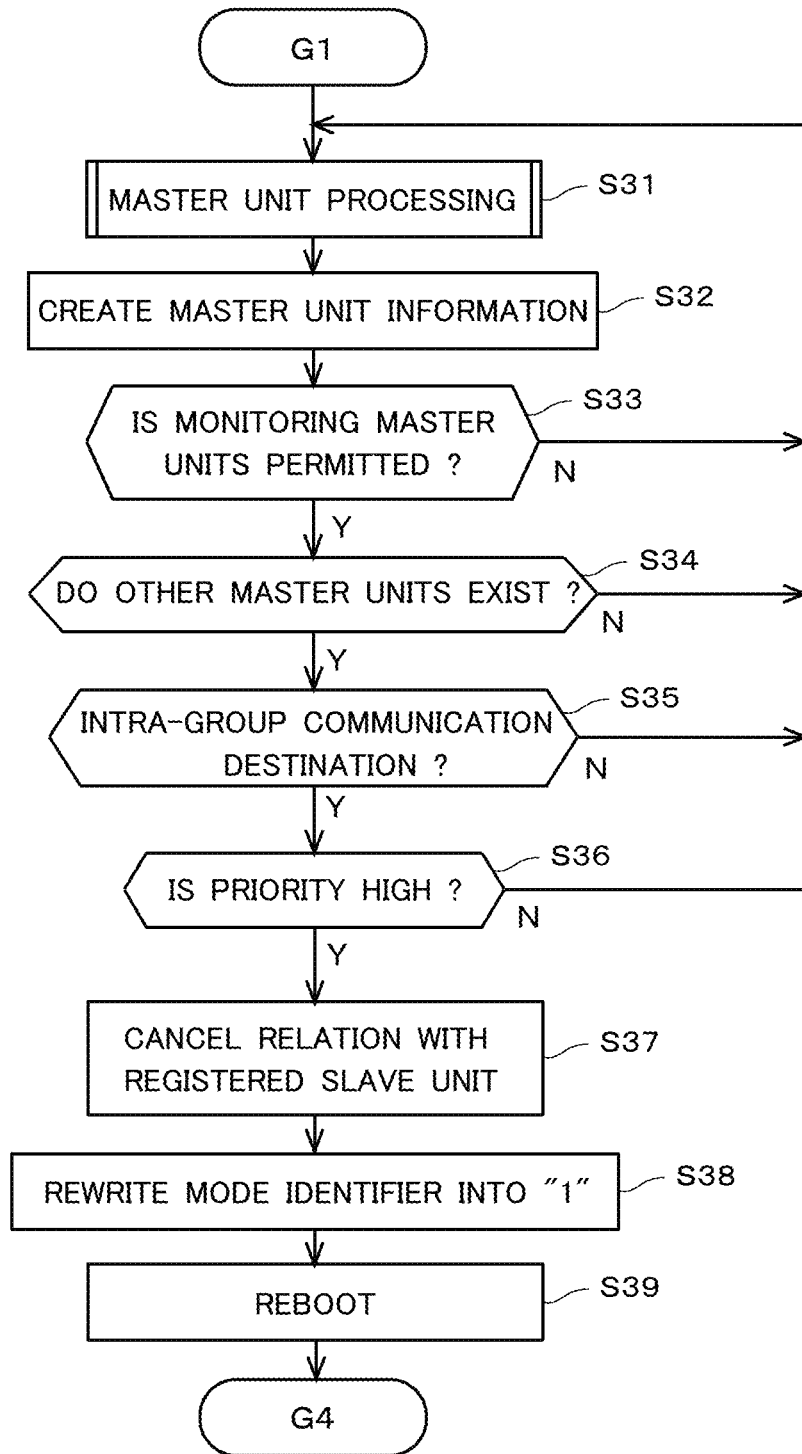 G1
MASTER UNIT PROCESSING
S31
CREATE MASTER UNIT INFORMATION
S32
IS MONITORING MASTER
UNITS PERMITTED ?
S33
N
Y
DO OTHER MASTER UNITS EXIST ?
S34
N
Y
INTRA-GROUP COMMUNICATION
DESTINATION ?
S35
N
Y
IS PRIORITY HIGH ?
S36
N
Y
CANCEL RELATION WITH
REGISTERED SLAVE UNIT
S37
REWRITE MODE IDENTIFIER INTO "1"
S38
REBOOT
S39
G4